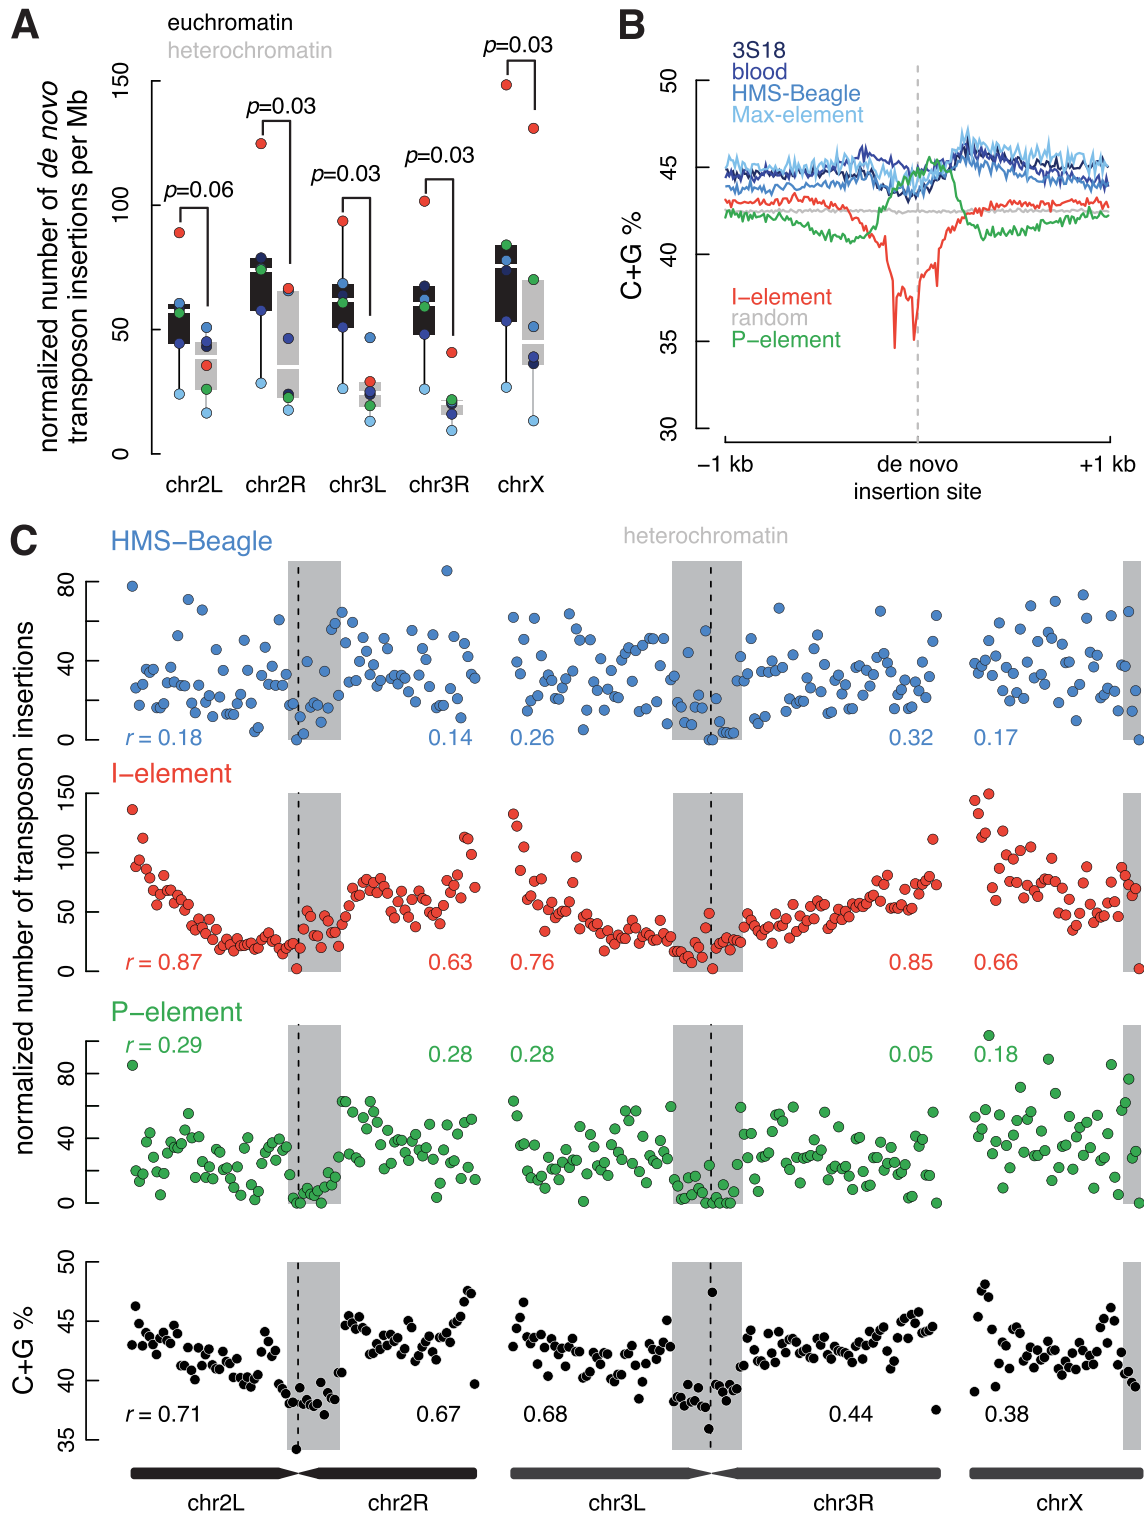 A
euchromatin
heterochromatin
normalized number of de novo
transposon insertions per Mb
150
100
50
0
p=0.06
p=0.03
p=0.03
p=0.03
p=0.03
chr2L
chr2R
chr3L
chr3R
chrX
B
3S18
blood
HMS-Beagle
Max-element
C+G %
50
45
40
35
30
I-element
random
P-element
−1 kb
de novo
insertion site
+1 kb
C
HMS−Beagle
heterochromatin
normalized number of transposon insertions
80
40
0
r = 0.18
0.14
0.26
0.32
0.17
I−element
150
100
50
0
r = 0.87
0.63
0.76
0.85
0.66
P−element
80
40
0
r = 0.29
0.28
0.28
0.05
0.18
C+G %
50
45
40
35
r = 0.71
0.67
0.68
0.44
0.38
chr2L
chr2R
chr3L
chr3R
chrX